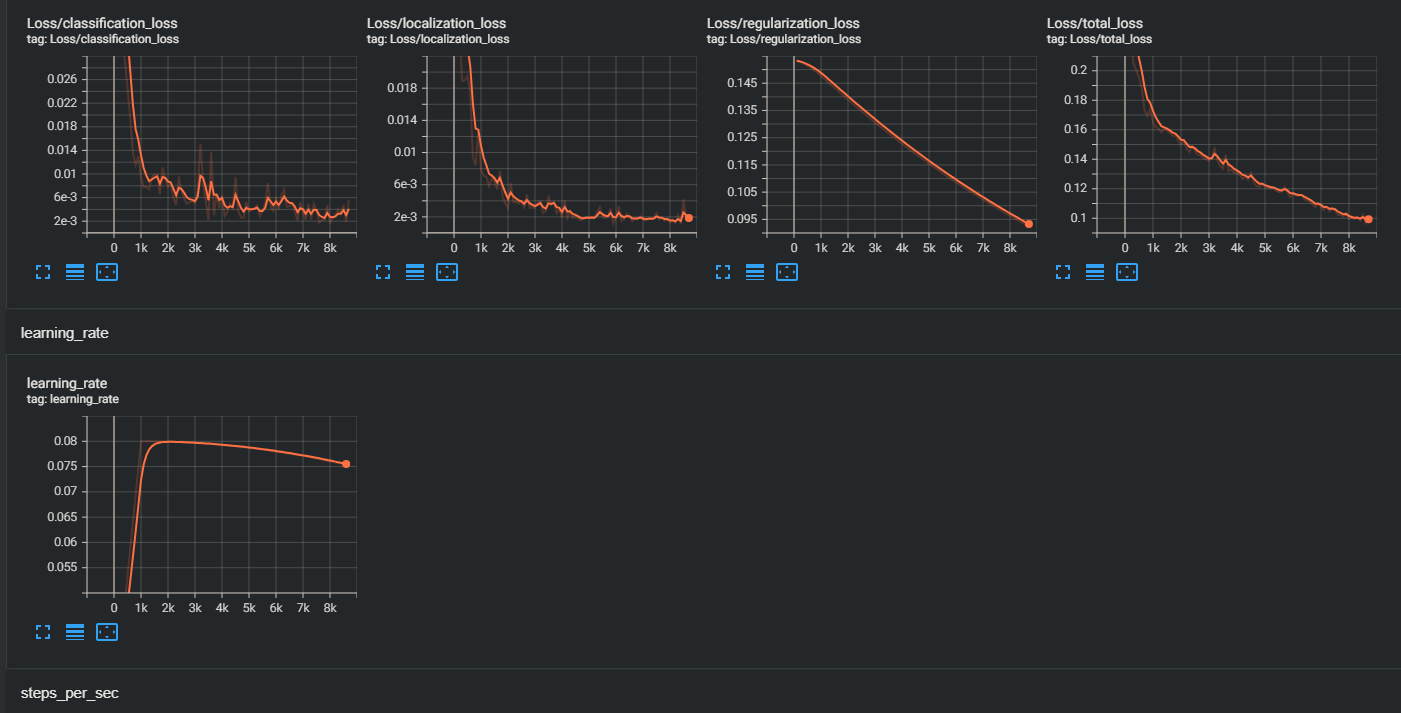 Loss/classification_loss
tag: Loss/classification_loss
0.026
0.022
0.018
0.014
0.01
6e-3
2e-3
0 1k 2k 3k 4k 5k 6k 7k 8k
Loss/localization_loss
tag: Loss/localization_loss
0.018
0.014
0.01
6e-3
2e-3
0 1k 2k 3k 4k 5k 6k 7k 8k
Loss/regularization_loss
tag: Loss/regularization_loss
0.145
0.135
0.125
0.115
0.105
0.095
0 1k 2k 3k 4k 5k 6k 7k 8k
Loss/total_loss
tag: Loss/total_loss
0.2
0.18
0.16
0.14
0.12
0.1
0 1k 2k 3k 4k 5k 6k 7k 8k
learning_rate
learning_rate
tag: learning_rate
0.08
0.075
0.07
0.065
0.06
0.055
0 1k 2k 3k 4k 5k 6k 7k 8k
steps_per_sec